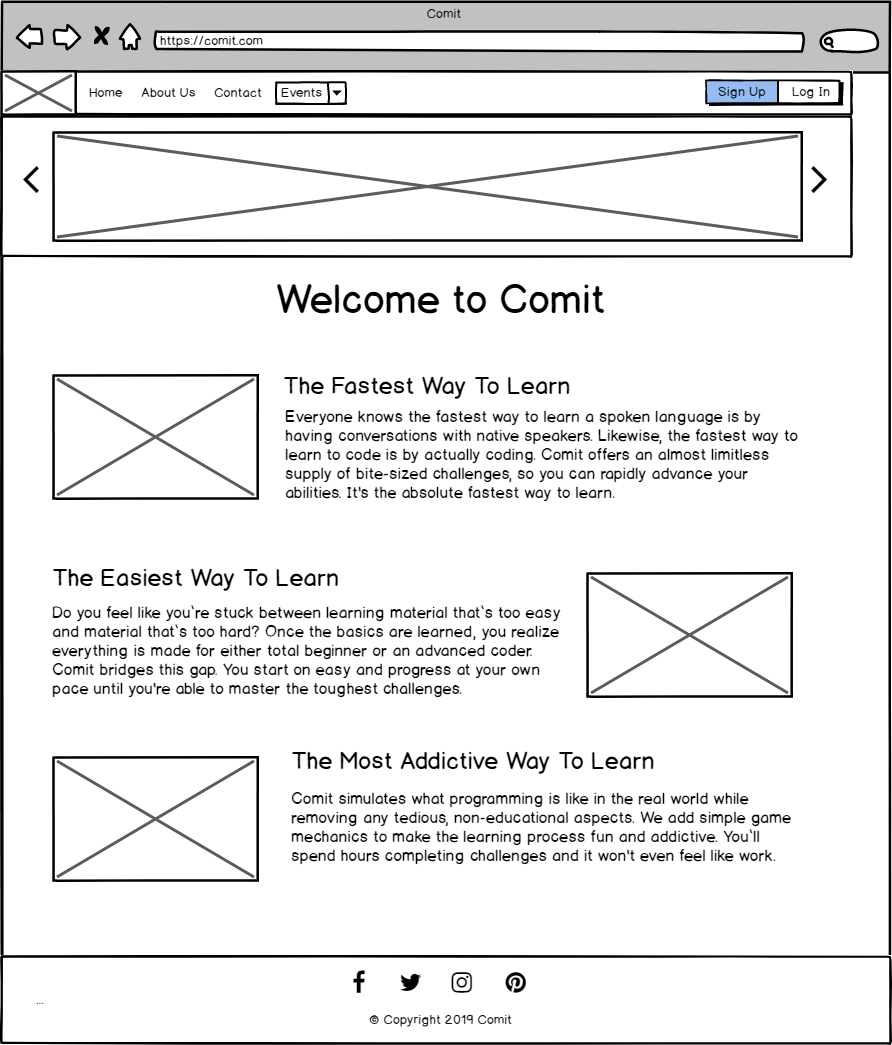 Comit
https://comit.com
Home About Us Contact Events Sign Up Log In
Welcome to Comit
The Fastest Way To Learn
Everyone knows the fastest way to learn a spoken language is by
having conversations with native speakers. Likewise, the fastest way to
learn to code is by actually coding. Comit offers an almost limitless
supply of bite-sized challenges, so you can rapidly advance your
abilities. It's the absolute fastest way to learn.
The Easiest Way To Learn
Do you feel like you`re stuck between learning material that`s too easy
and material that`s too hard? Once the basics are learned, you realize
everything is made for either total beginner or an advanced coder.
Comit bridges this gap. You start on easy and progress at your own
pace until you're able to master the toughest challenges.
The Most Addictive Way To Learn
Comit simulates what programming is like in the real world while
removing any tedious, non-educational aspects. We add simple game
mechanics to make the learning process fun and addictive. You`ll
spend hours completing challenges and it won't even feel like work.
...
© Copyright 2019 Comit